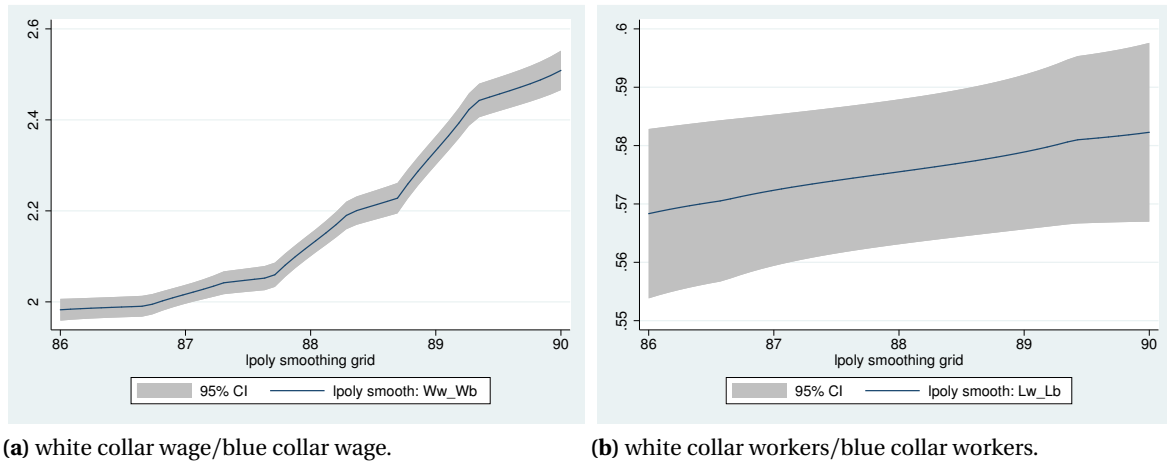 2.6
2.4
2.2
2
86
87
88
89
90
lpoly smoothing grid
95% CI
lpoly smooth: Ww_Wb
.6
.59
.58
.57
.56
.55
86
87
88
89
90
lpoly smoothing grid
95% CI
lpoly smooth: Lw_Lb
(a) white collar wage/blue collar wage.
(b) white collar workers/blue collar workers.